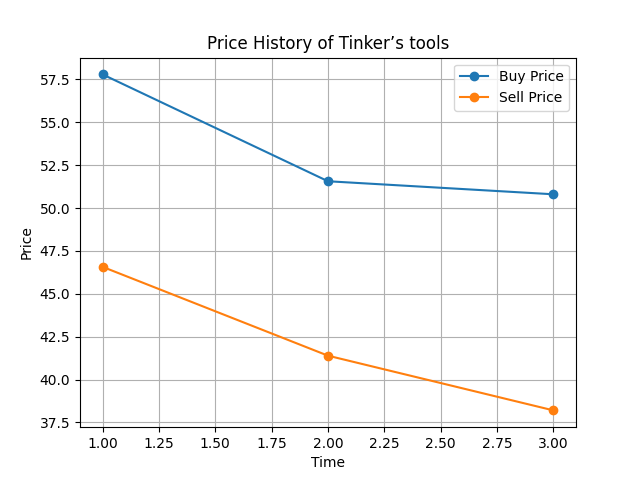 Price History of Tinker’s tools
Buy Price
Sell Price
57.5
55.0
52.5
50.0
47.5
45.0
42.5
40.0
37.5
Price
1.00 1.25 1.50 1.75 2.00 2.25 2.50 2.75 3.00
Time